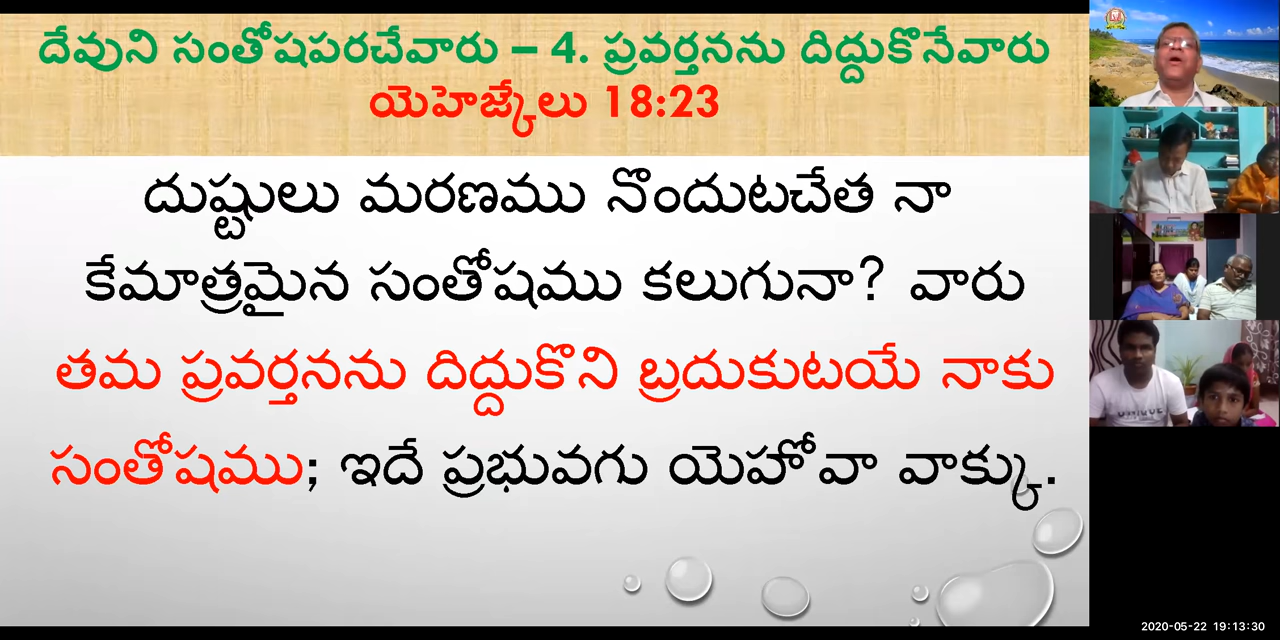 దేవుని సంతోషపరచేవారు – 4. ప్రవర్తనను దిద్దుకొనేవారు
యెహెజ్కేలు 18:23
దుష్టులు మరణము నొందుటచేత నా
కేమాత్రమైన సంతోషము కలుగునా? వారు
తమ ప్రవర్తనను దిద్దుకొని బ్రదుకుటయే నాకు
సంతోషము; ఇదే ప్రభువగు యెహోవా వాక్కు.
UNIQUE
2020-05-22 19:13:30